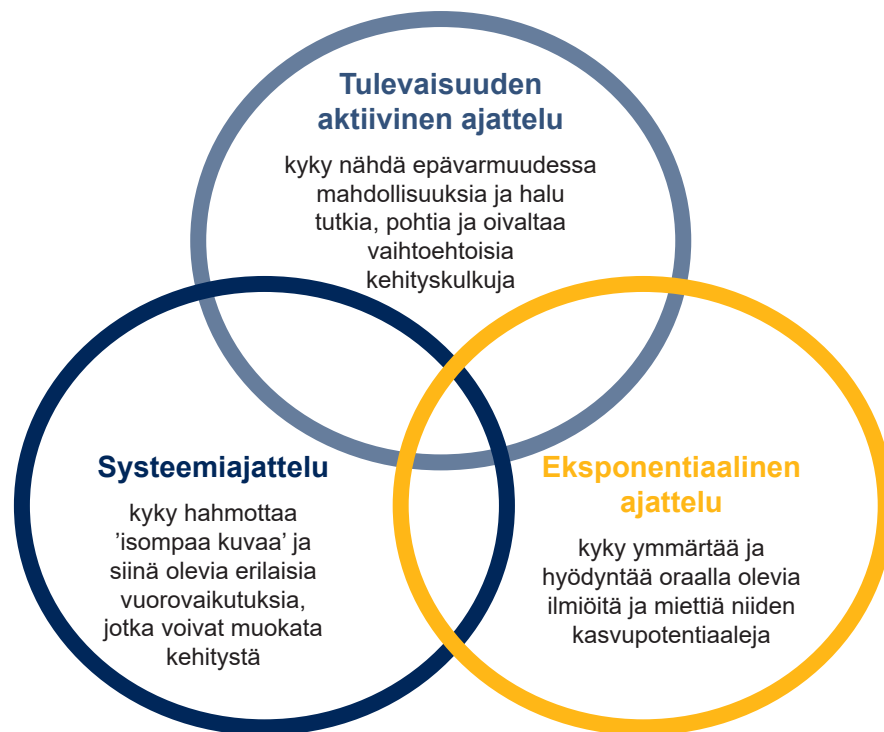 Tulevaisuuden
aktiivinen ajattelu
kyky nähdä epävarmuudessa
mahdollisuuksia ja halu
tutkia, pohtia ja oivaltaa
vaihtoehtoisia
kehityskulkuja
Systeemiajattelu
kyky hahmottaa
’isompaa kuvaa’ ja
siinä olevia erilaisia
vuorovaikutuksia,
jotka voivat muokata
kehitystä
Eksponentiaalinen
ajattelu
kyky ymmärtää ja
hyödyntää oraalla olevia
ilmiöitä ja miettiä niiden
kasvupotentiaaleja